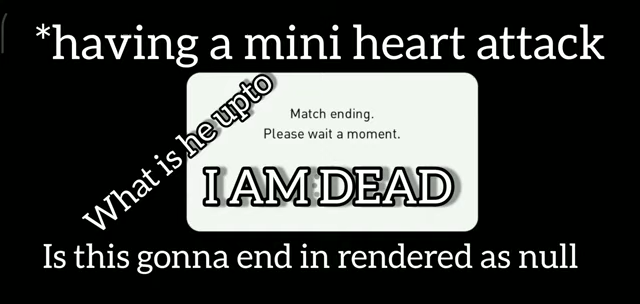 *having a mini heart attack
What is he upto
Match ending.
Please wait a moment.
I AM DEAD
Is this gonna end in rendered as null